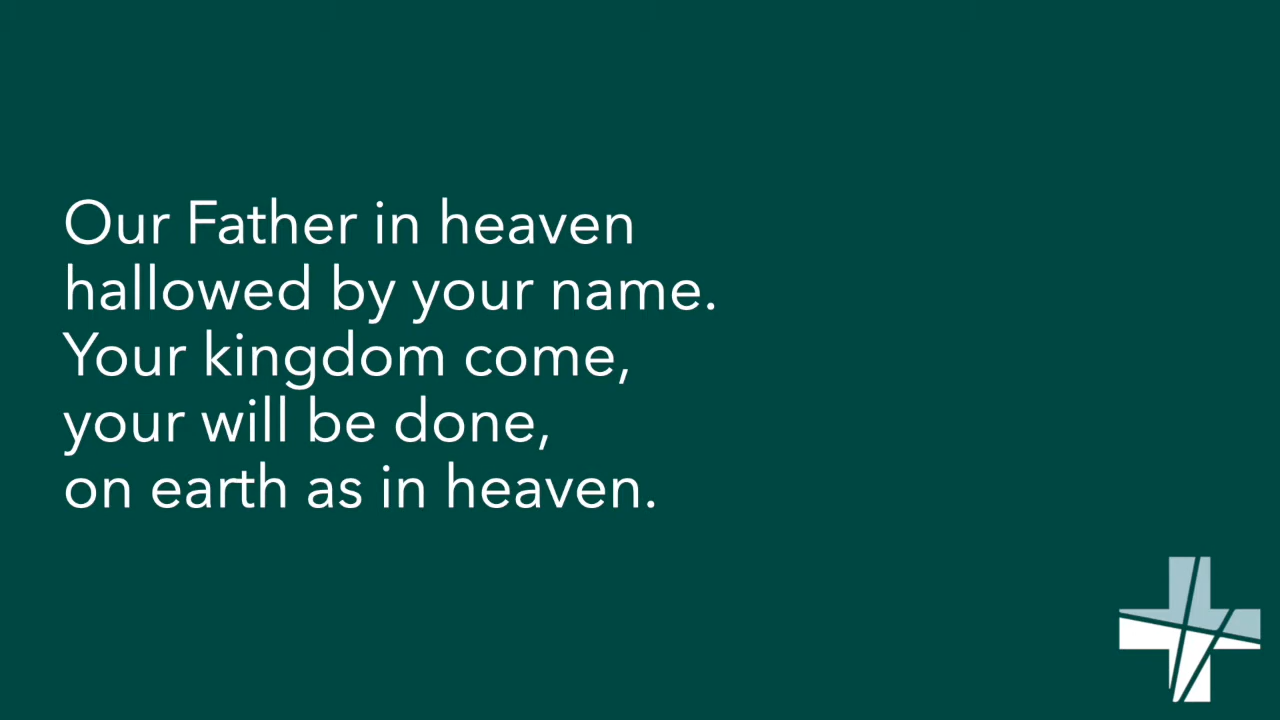 Our Father in heaven
hallowed by your name.
Your kingdom come,
your will be done,
on earth as in heaven.